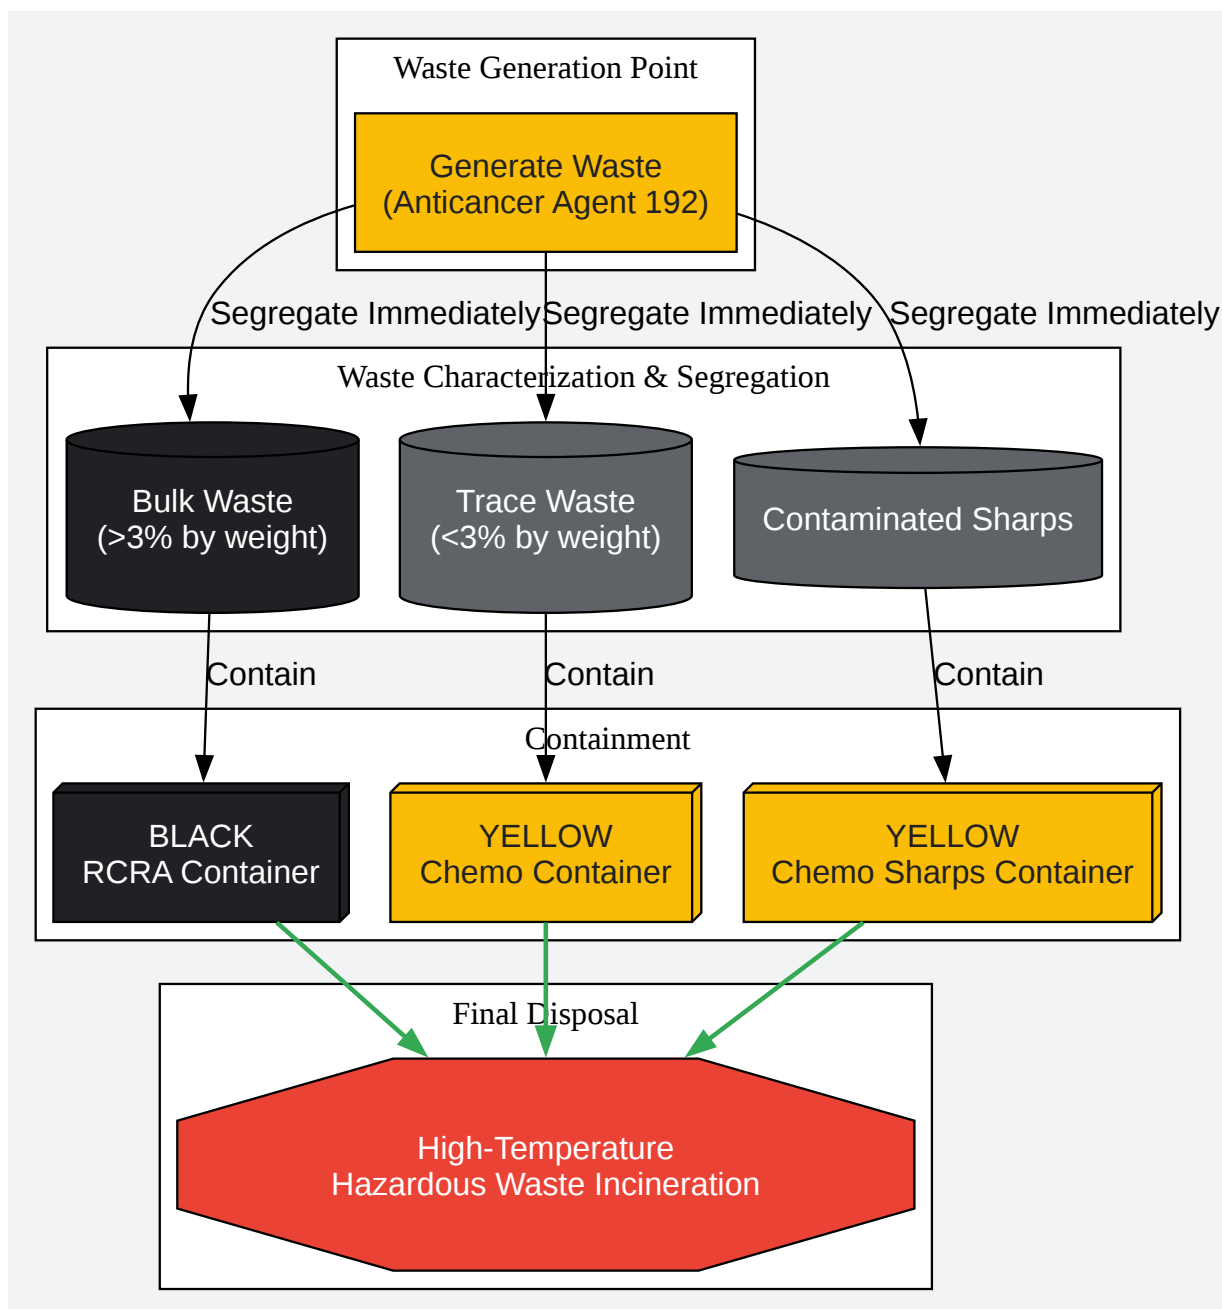 Waste Generation Point
Generate Waste
(Anticancer Agent 192)
Segregate Immediately
Segregate Immediately
Segregate Immediately
Waste Characterization & Segregation
Bulk Waste
(>3% by weight)
Trace Waste
(<3% by weight)
Contaminated Sharps
Contain
Contain
Contain
Containment
BLACK
RCRA Container
YELLOW
Chemo Container
YELLOW
Chemo Sharps Container
Final Disposal
High-Temperature
Hazardous Waste Incineration